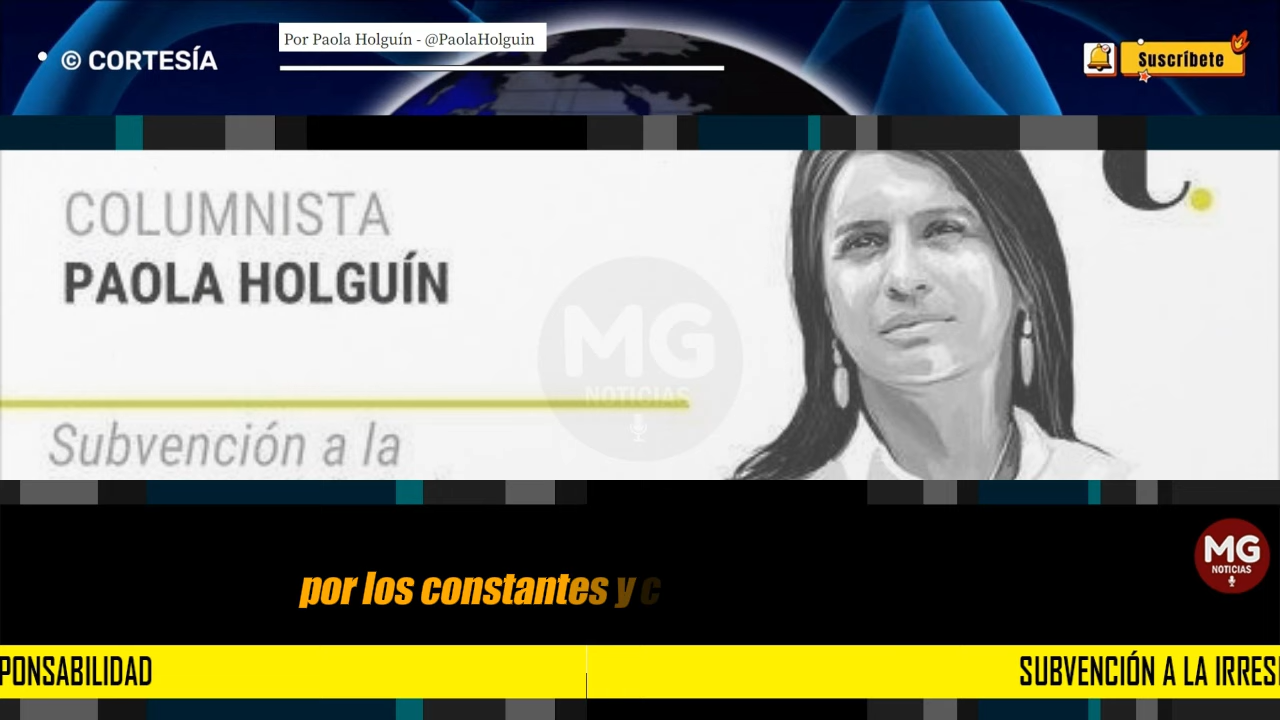 Por Paola Holguín - @PaolaHolguin
© CORTESÍA
Suscríbete
COLUMNISTA
PAOLA HOLGUÍN
MG
NOTICIAS
Subvención a la
MG
NOTICIAS
por los constantes y c
PONSABILIDAD
SUBVENCIÓN A LA IRRES